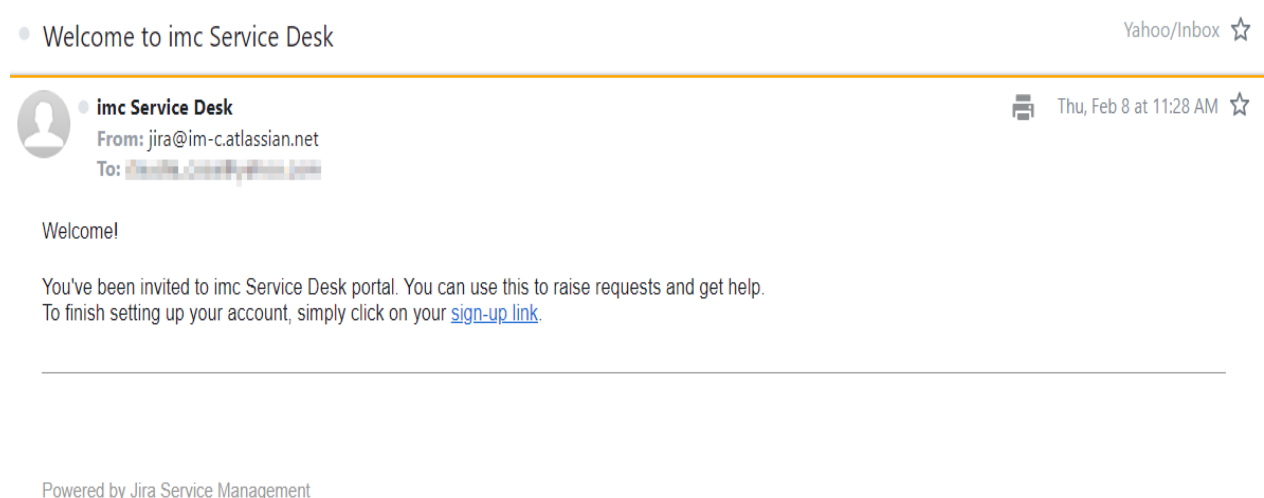 Welcome to imc Service Desk
Yahoo/Inbox
imc Service Desk
Thu, Feb 8 at 11:28 AM
From: jira@im-c.atlassian.net
To:
Welcome!
You've been invited to imc Service Desk portal. You can use this to raise requests and get help.
To finish setting up your account, simply click on your sign-up link.
Powered by Jira Service Management